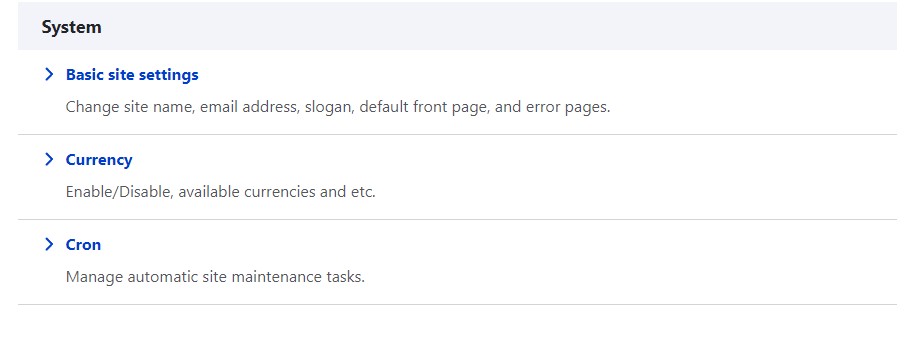 System
Basic site settings
Change site name, email address, slogan, default front page, and error pages.
Currency
Enable/Disable, available currencies and etc.
Cron
Manage automatic site maintenance tasks.